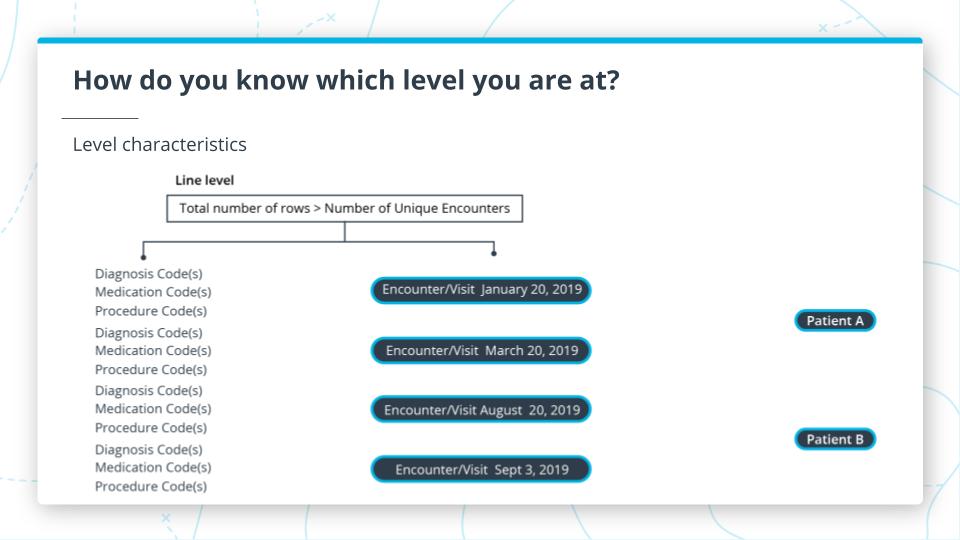 How do you know which level you are at?
Level characteristics
Line level
Total number of rows > Number of Unique Encounters
Diagnosis Code(s)
Medication Code(s)
Procedure Code(s)
Encounter/Visit January 20, 2019
Patient A
Diagnosis Code(s)
Medication Code(s)
Procedure Code(s)
Encounter/Visit March 20, 2019
Diagnosis Code(s)
Medication Code(s)
Procedure Code(s)
Encounter/Visit August 20, 2019
Patient B
Diagnosis Code(s)
Medication Code(s)
Procedure Code(s)
Encounter/Visit Sept 3, 2019